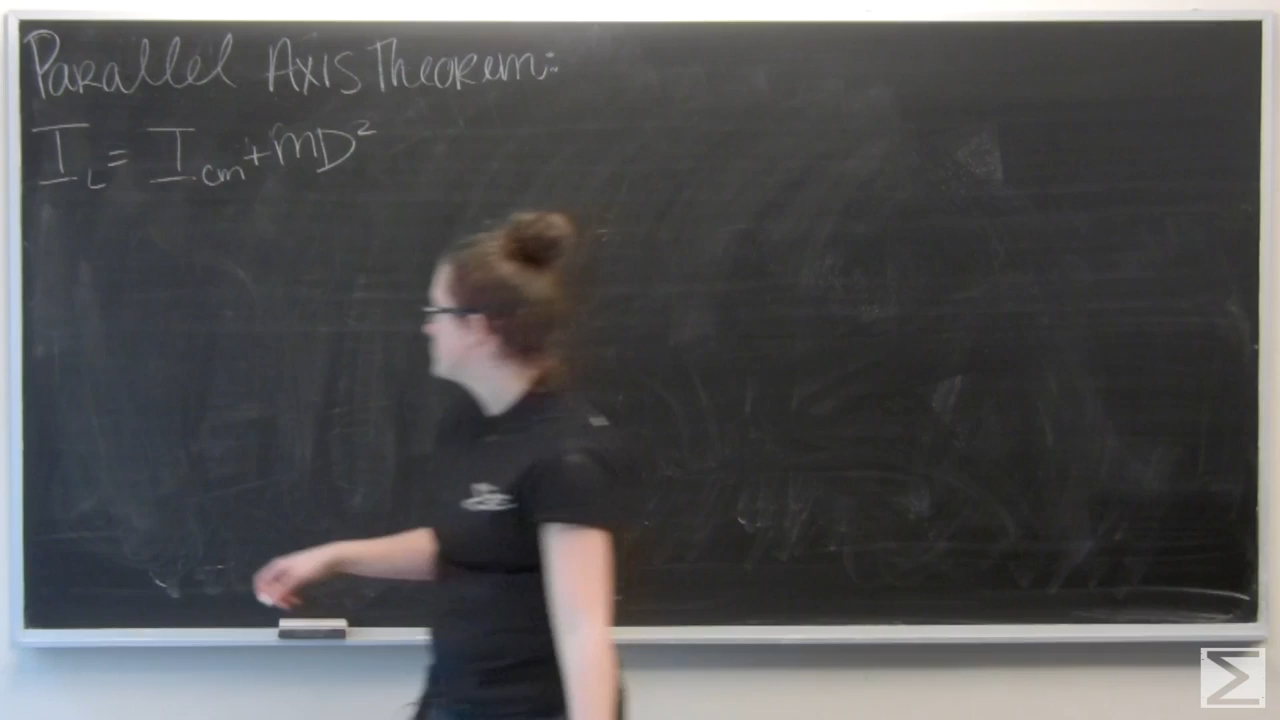 Parallel Axis Theorem:
I_L = I_cm + mD²
Σ